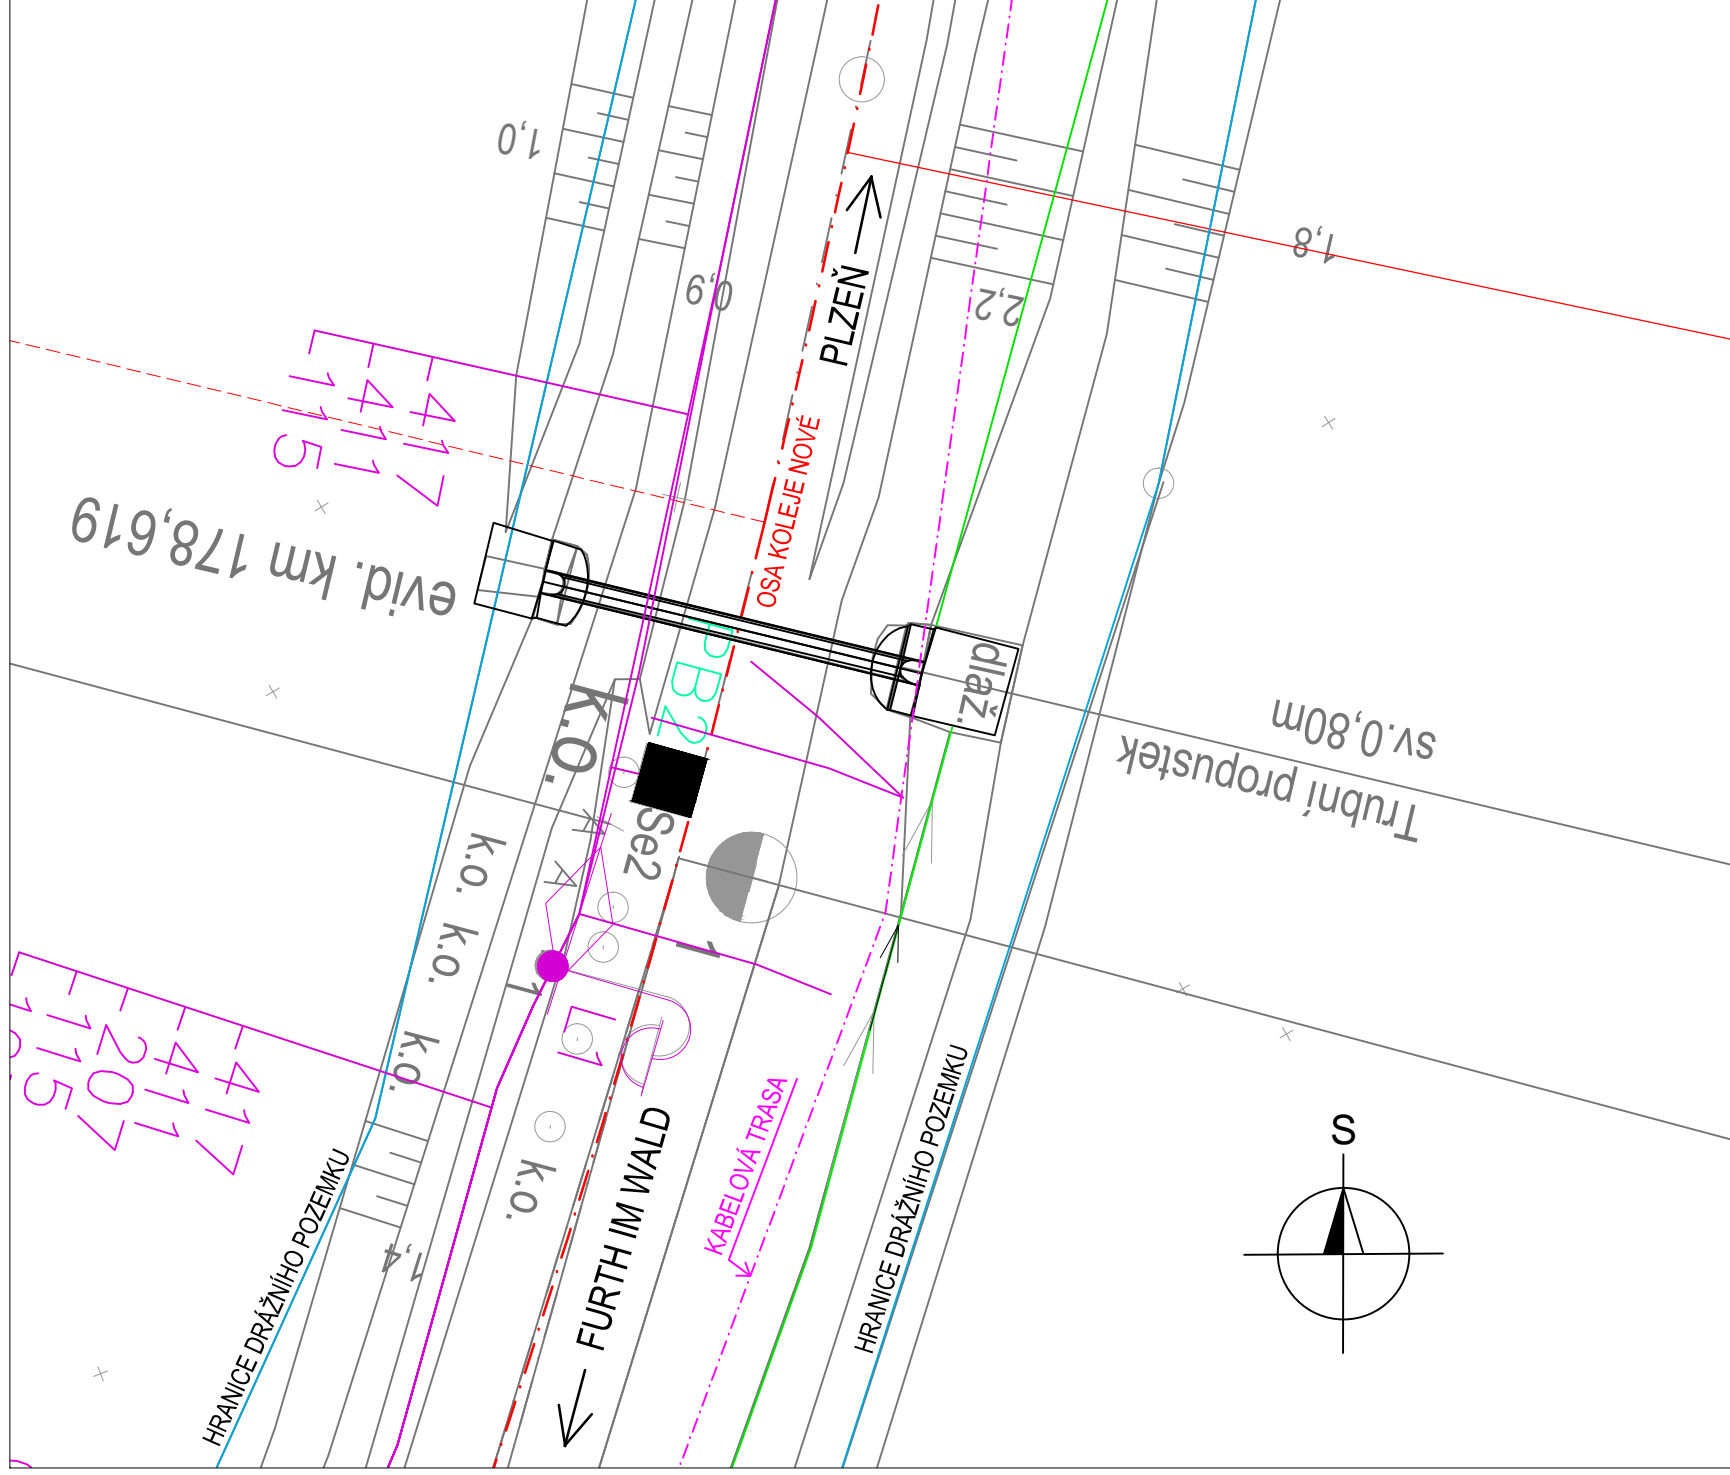 1,0
0,9
PLZEŇ
2,2
1,8
417
411
115
OSA KOLEJE NOVÉ
evid. km 178,619
PB2
dlaž.
sv.0,80m
Trubní propustek
k.o.
Se2
k.o.
k.o.
k.o.
k.o.
1
1
L1
417
411
207
115
KABELOVÁ TRASA
HRANICE DRÁŽNÍHO POZEMKU
HRANICE DRÁŽNÍHO POZEMKU
FURTH IM WALD
1,4
S